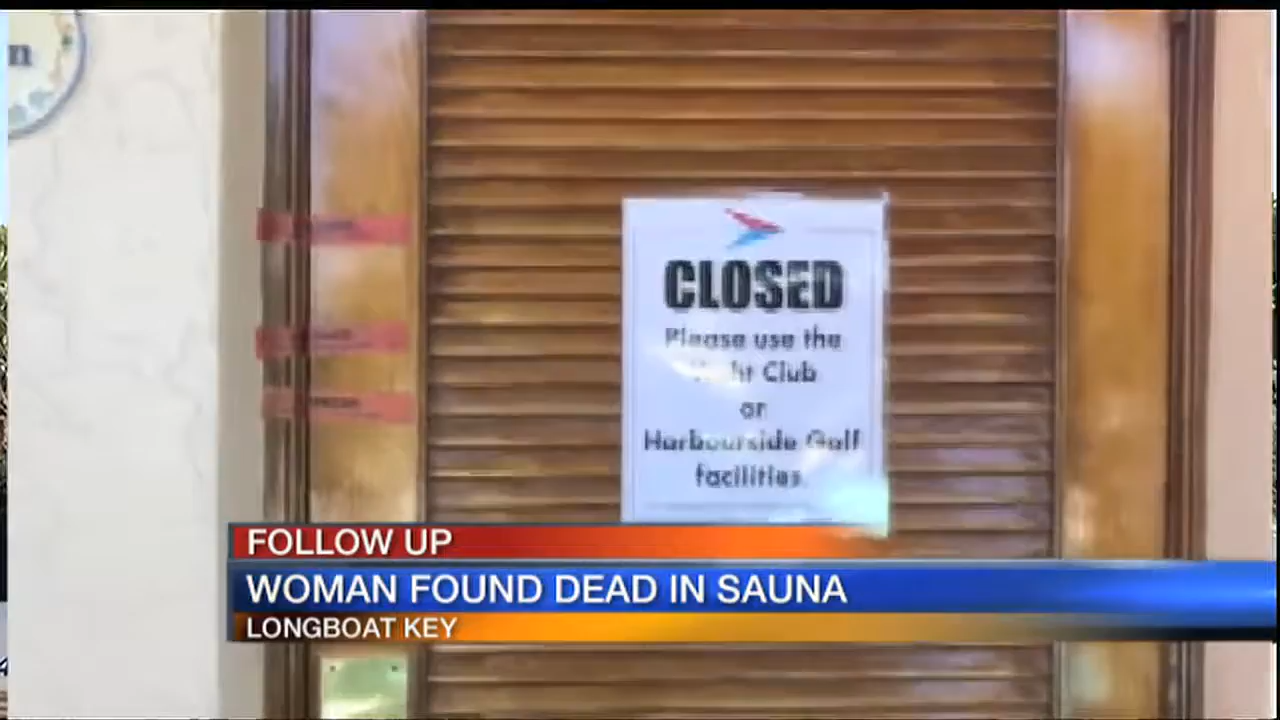 n
CLOSED
Please use the
Club
or
Harbourside Golf
facilities.
FOLLOW UP
WOMAN FOUND DEAD IN SAUNA
LONGBOAT KEY